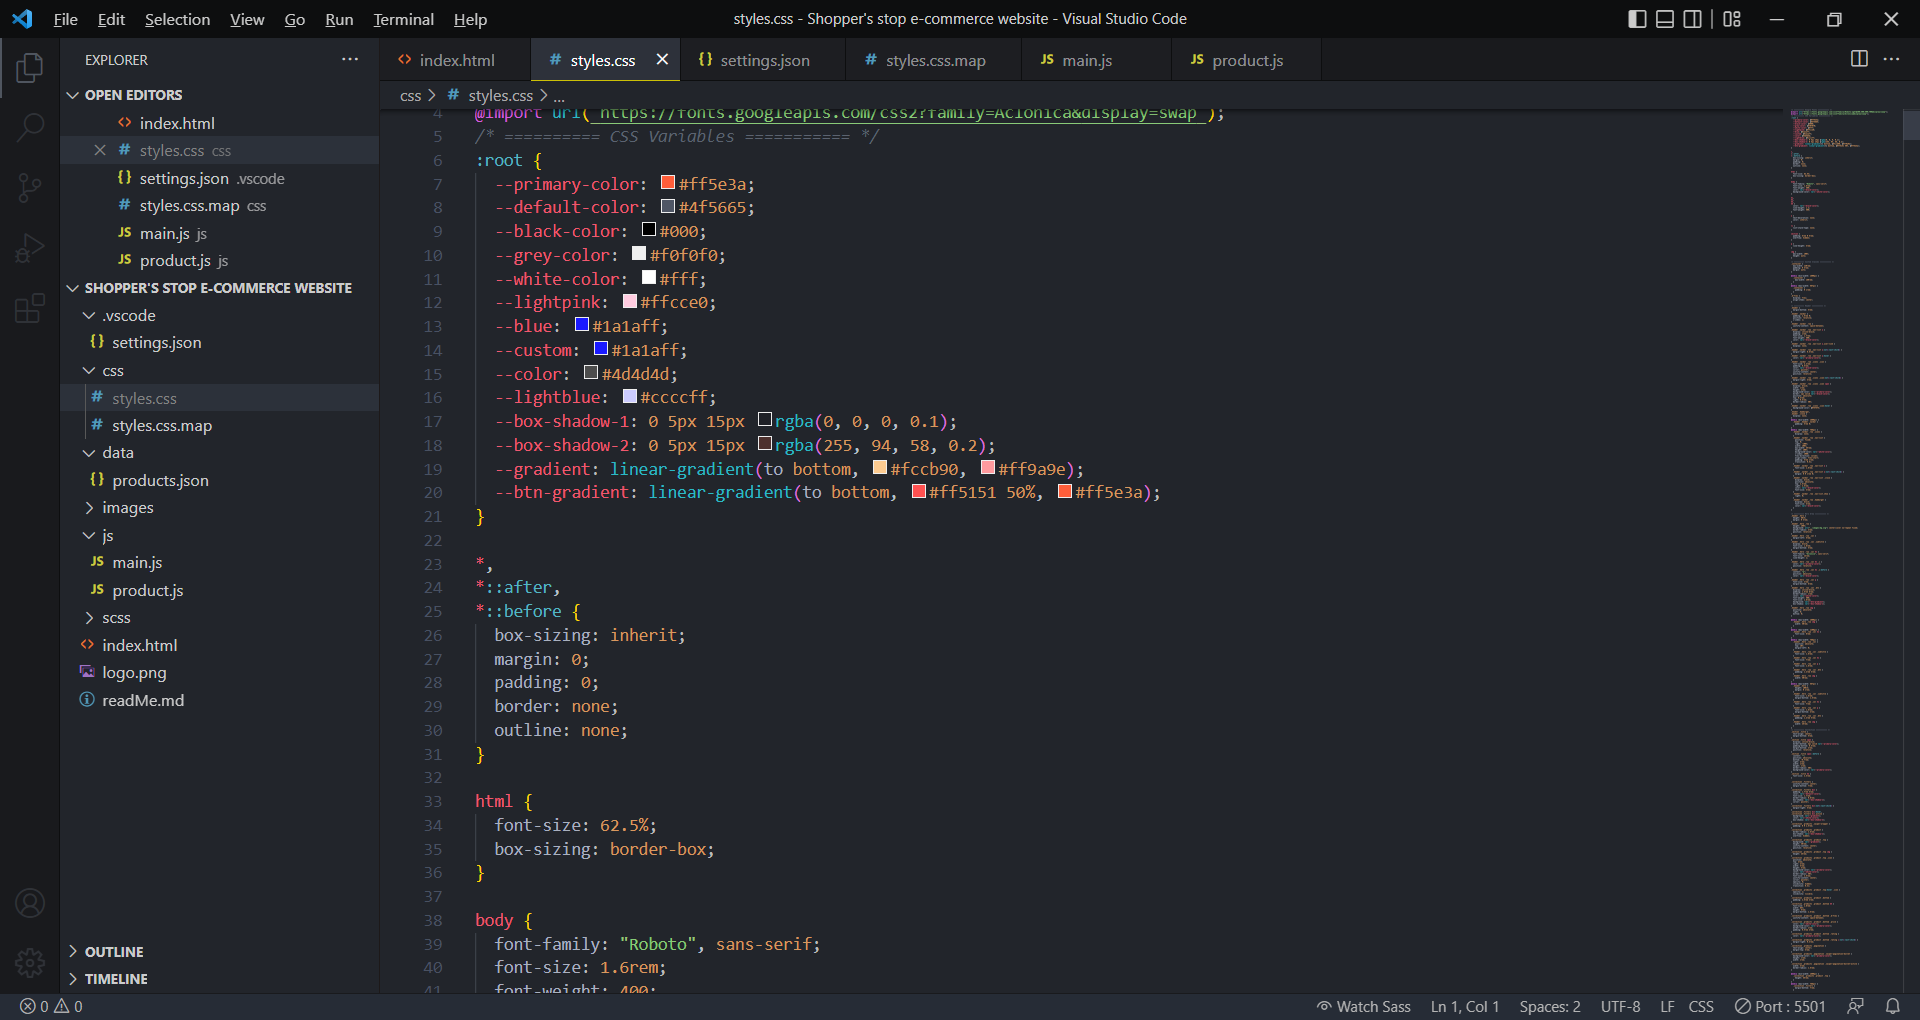 File Edit Selection View Go Run Terminal Help
styles.css - Shopper's stop e-commerce website - Visual Studio Code
EXPLORER
OPEN EDITORS
index.html
styles.css css
settings.json .vscode
styles.css.map css
main.js js
product.js js
SHOPPER'S STOP E-COMMERCE WEBSITE
.vscode
settings.json
css
styles.css
styles.css.map
data
products.json
images
js
main.js
product.js
scss
index.html
logo.png
readMe.md
OUTLINE
TIMELINE
index.html styles.css settings.json styles.css.map main.js product.js
css > # styles.css > ...
4 @import url('https://fonts.googleapis.com/css2?family=Aclonica&display=swap');
5 /* ========== CSS Variables =========== */
6 :root {
7 --primary-color: #ff5e3a;
8 --default-color: #4f5665;
9 --black-color: #000;
10 --grey-color: #f0f0f0;
11 --white-color: #fff;
12 --lightpink: #ffcce0;
13 --blue: #1a1aff;
14 --custom: #1a1aff;
15 --color: #4d4d4d;
16 --lightblue: #ccccff;
17 --box-shadow-1: 0 5px 15px rgba(0, 0, 0, 0.1);
18 --box-shadow-2: 0 5px 15px rgba(255, 94, 58, 0.2);
19 --gradient: linear-gradient(to bottom, #fccb90, #ff9a9e);
20 --btn-gradient: linear-gradient(to bottom, #ff5151 50%, #ff5e3a);
21 }
22
23 *,
24 *::after,
25 *::before {
26 box-sizing: inherit;
27 margin: 0;
28 padding: 0;
29 border: none;
30 outline: none;
31 }
32
33 html {
34 font-size: 62.5%;
35 box-sizing: border-box;
36 }
37
38 body {
39 font-family: "Roboto", sans-serif;
40 font-size: 1.6rem;
41 font-weight: 400;
0 0
Watch Sass Ln 1, Col 1 Spaces: 2 UTF-8 LF CSS Port : 5501